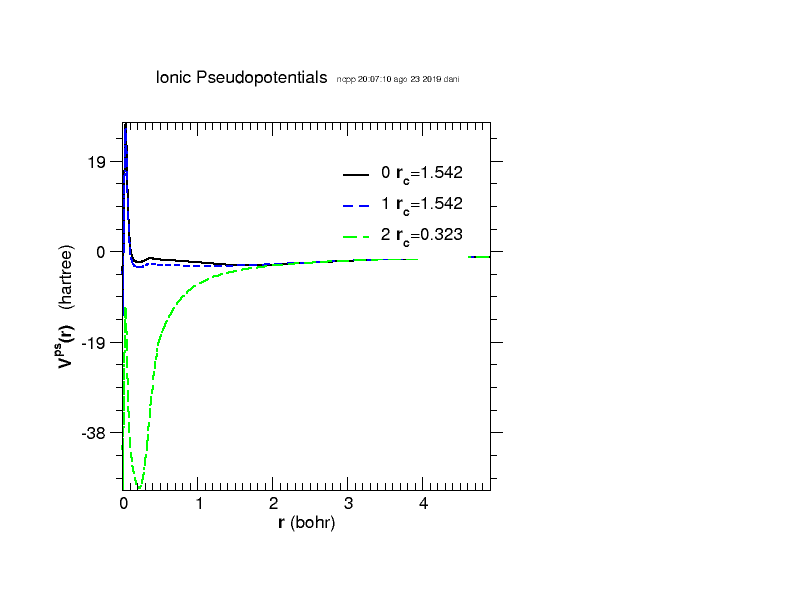 Ionic Pseudopotentials ncpp 20:07:10 ago 23 2019 dani
0 rc=1.542
1 rc=1.542
2 rc=0.323
19
0
-19
-38
Vps(r) (hartree)
0 1 2 3 4
r (bohr)